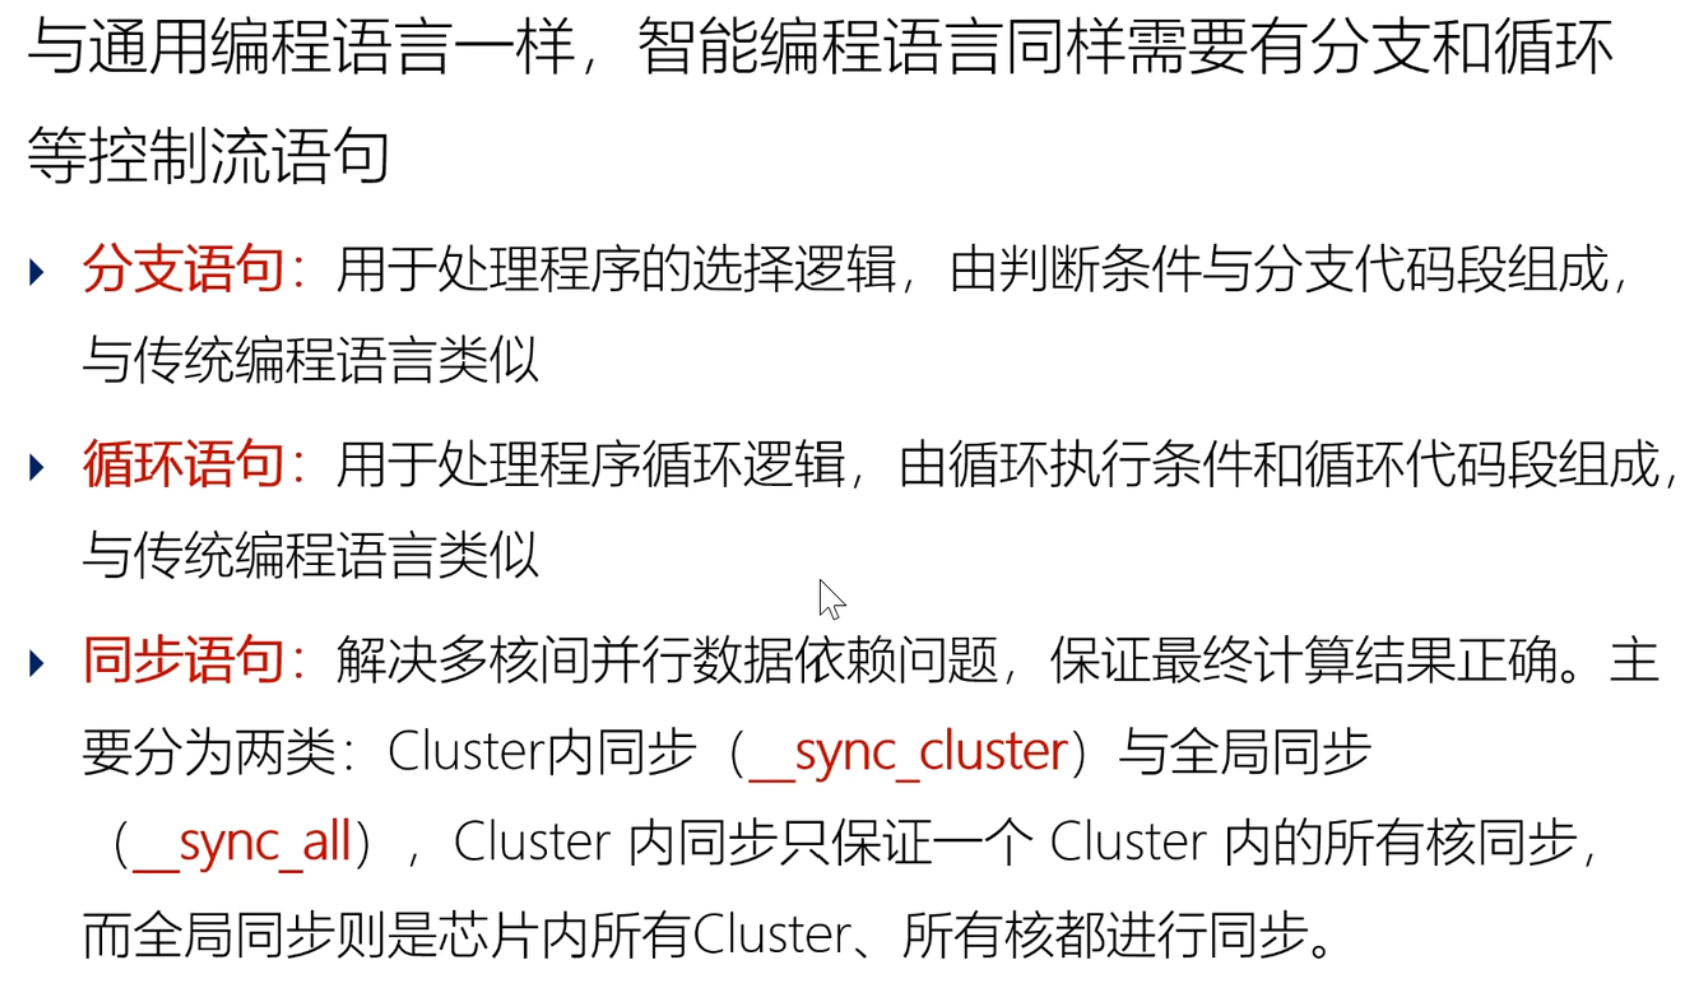 与通用编程语言一样，智能编程语言同样需要有分支和循环
等控制流语句
分支语句：用于处理程序的选择逻辑，由判断条件与分支代码段组成，
与传统编程语言类似
循环语句：用于处理程序循环逻辑，由循环执行条件和循环代码段组成，
与传统编程语言类似
同步语句：解决多核间并行数据依赖问题，保证最终计算结果正确。主
要分为两类：Cluster内同步（__sync_cluster）与全局同步
（__sync_all），Cluster 内同步只保证一个 Cluster 内的所有核同步，
而全局同步则是芯片内所有Cluster、所有核都进行同步。